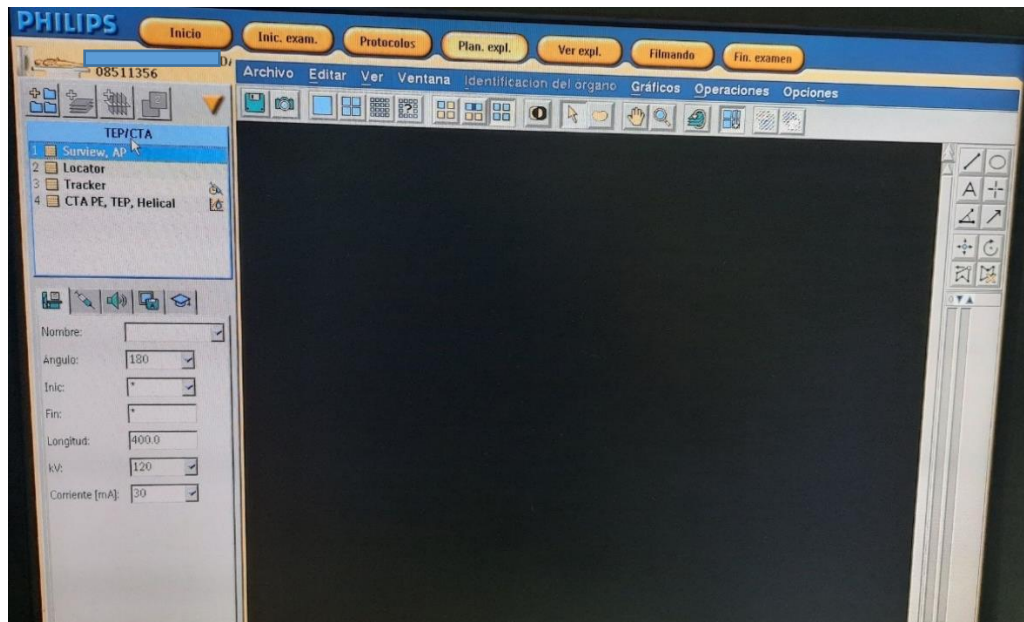 PHILIPS
Inicio
Inic. exam.
Protocolos
Plan. expl.
Ver expl.
Filmando
Fin. examen
08511356
Archivo Editar Ver Ventana Identificacion del órgano Gráficos Operaciones Opciones
TEP/CTA
1 Surview, AP
2 Locator
3 Tracker
4 CTA PE, TEP, Helical
Nombre:
Angulo: 180
Inic: *
Fin: *
Longitud: 400.0
kV: 120
Corriente [mA]: 30
A
0